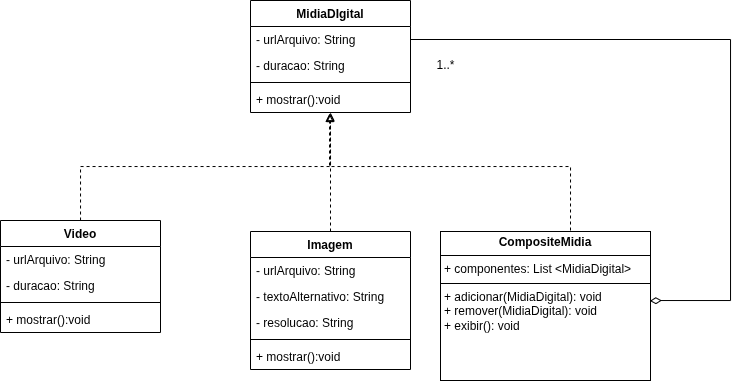 MidiaDIgital
- urlArquivo: String
- duracao: String
+ mostrar():void
1..*
Video
- urlArquivo: String
- duracao: String
+ mostrar():void
Imagem
- urlArquivo: String
- textoAlternativo: String
- resolucao: String
+ mostrar():void
CompositeMidia
+ componentes: List <MidiaDigital>
+ adicionar(MidiaDigital): void
+ remover(MidiaDigital): void
+ exibir(): void